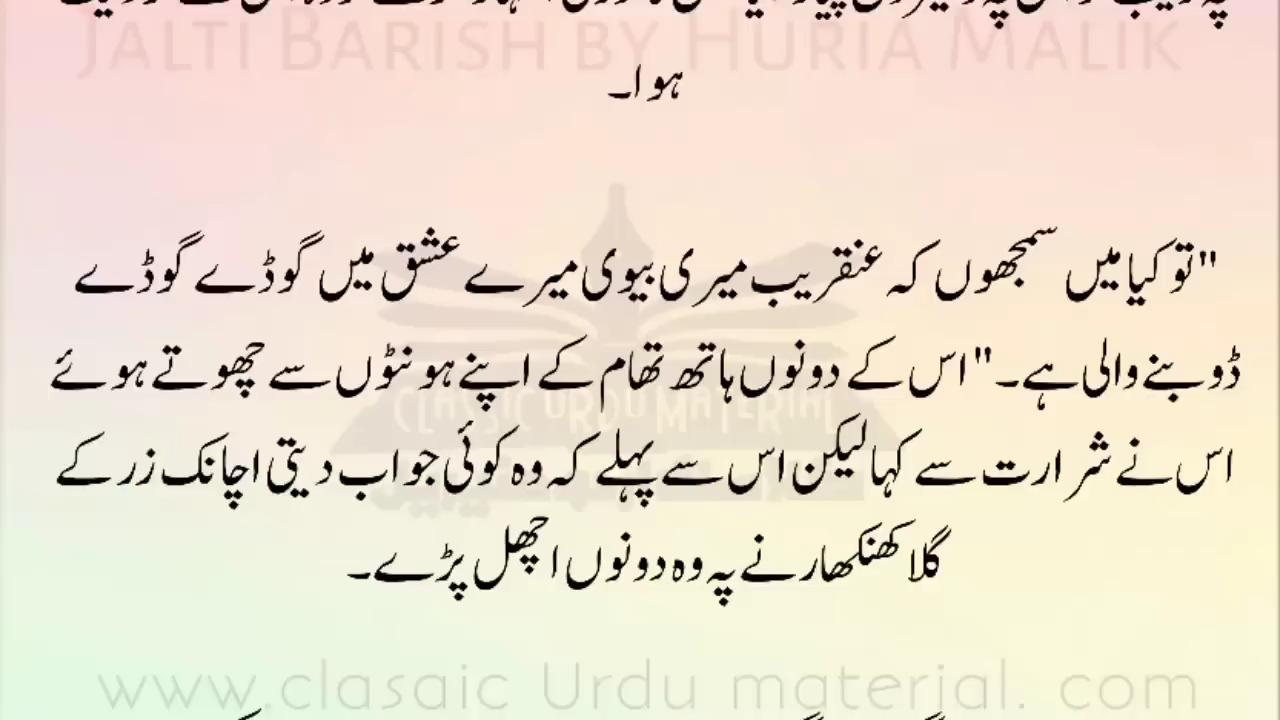 JALTI BARISH BY HURIA MALIK
ہوا۔
"تو کیا میں سمجھوں کہ عنقریب میری بیوی میرے عشق میں گوڈے گوڈے
ڈوبنے والی ہے۔" اس کے دونوں ہاتھ تھام کے اپنے ہونٹوں سے چھوتے ہوئے
اس نے شرارت سے کہا لیکن اس سے پہلے کہ وہ کوئی جواب دیتی اچانک زر کے
گلا کھنکھارنے پہ وہ دونوں اچھل پڑے۔
CLASSIC URDU MATERIAL
www.clasaic Urdu material. com